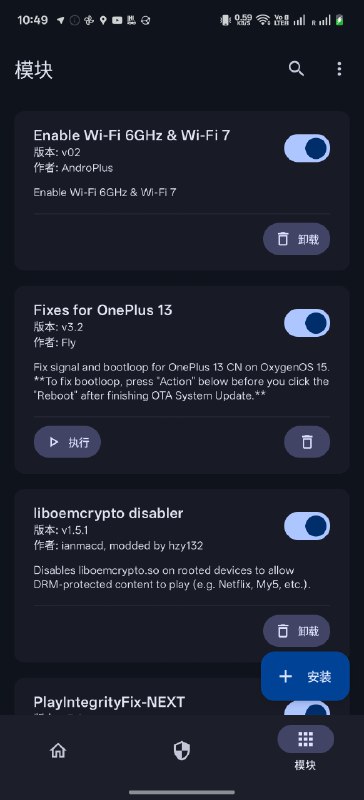 10:49
0.59
KB/S
Vo
LTE
R
模块
Enable Wi-Fi 6GHz & Wi-Fi 7
版本: v02
作者: AndroPlus
Enable Wi-Fi 6GHz & Wi-Fi 7
卸载
Fixes for OnePlus 13
版本: v3.2
作者: Fly
Fix signal and bootloop for OnePlus 13 CN on OxygenOS 15.
**To fix bootloop, press "Action" below before you click the
"Reboot" after finishing OTA System Update.**
执行
liboemcrypto disabler
版本: v1.5.1
作者: ianmacd, modded by hzy132
Disables liboemcrypto.so on rooted devices to allow
DRM-protected content to play (e.g. Netflix, My5, etc.).
卸载
安装
PlayIntegrityFix-NEXT
模块